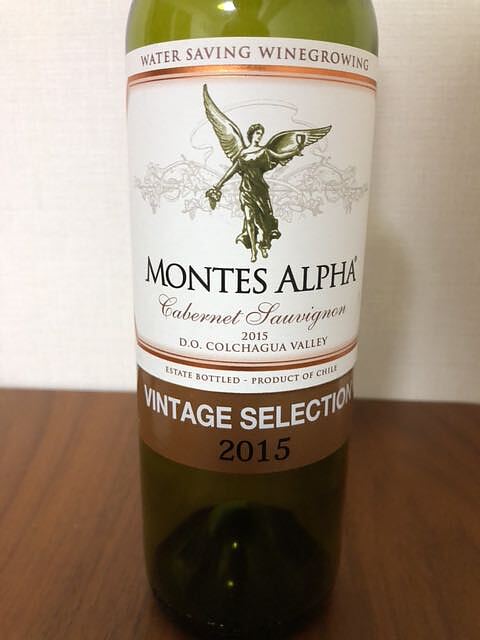 WATER SAVING WINEGROWING
MONTES ALPHA®
Cabernet Sauvignon
2015
D.O. COLCHAGUA VALLEY
ESTATE BOTTLED - PRODUCT OF CHILE
VINTAGE SELECTION
2015